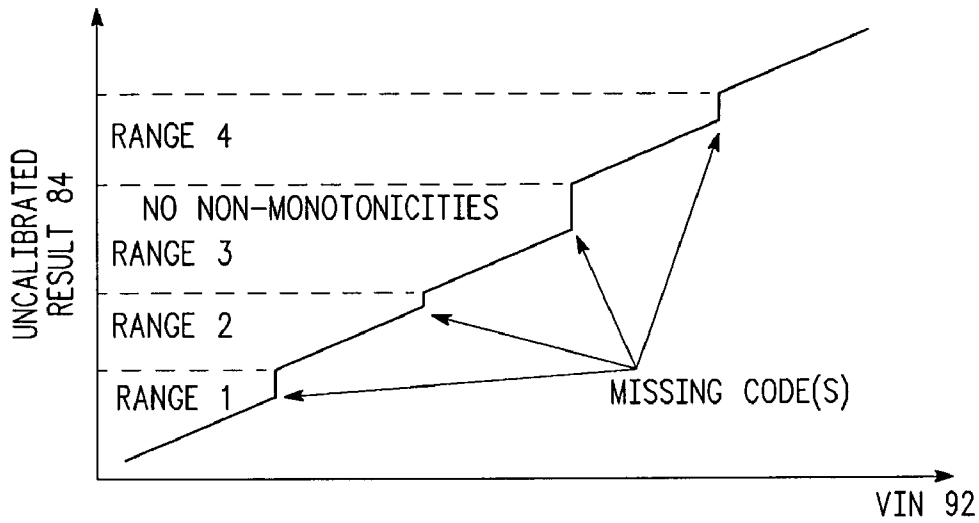 UNCALIBRATED
RESULT 84
RANGE 4
NO NON-MONOTONICITIES
RANGE 3
RANGE 2
RANGE 1
MISSING CODE(S)
VIN 92